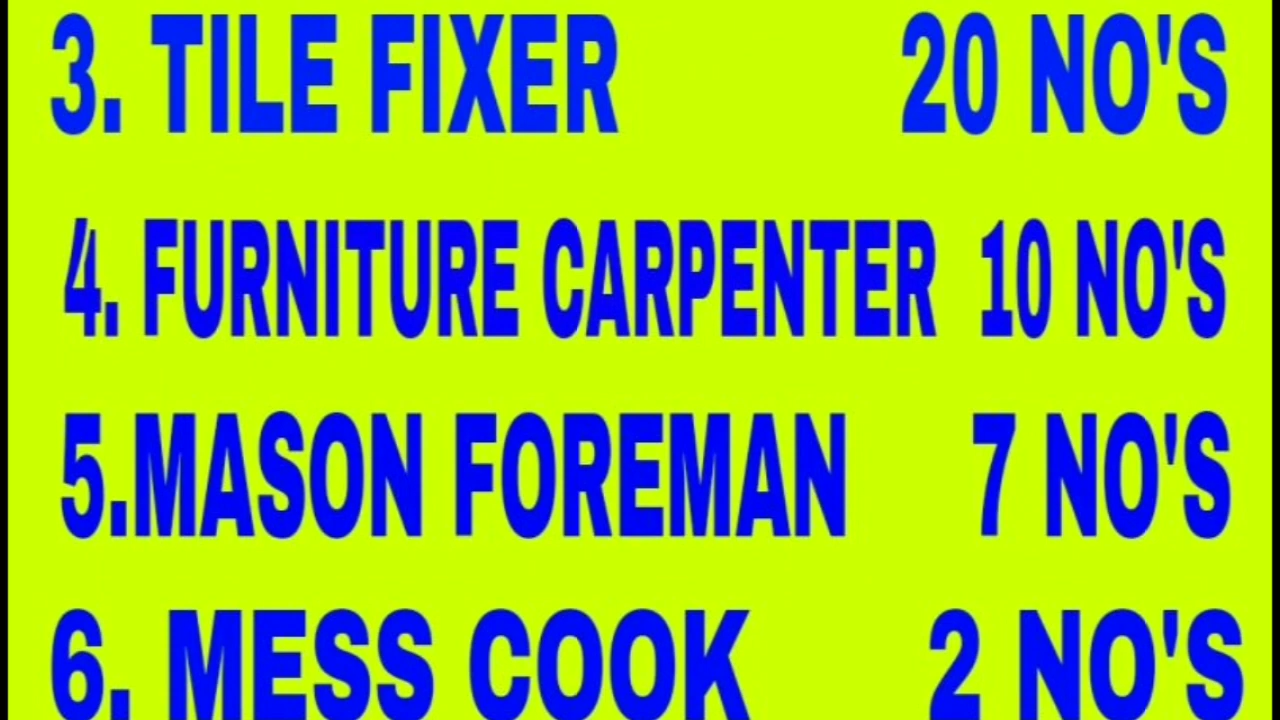 3. TILE FIXER 20 NO'S
4. FURNITURE CARPENTER 10 NO'S
5.MASON FOREMAN 7 NO'S
6. MESS COOK 2 NO'S